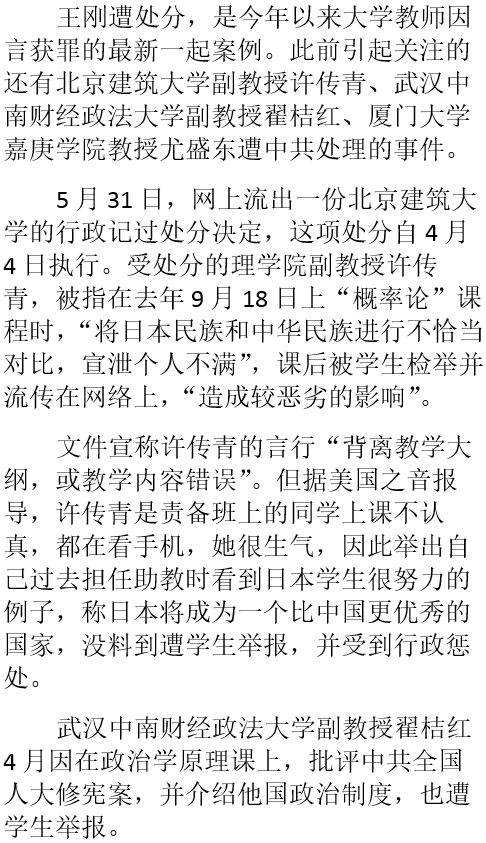 王刚遭处分，是今年以来大学教师因
言获罪的最新一起案例。此前引起关注的
还有北京建筑大学副教授许传青、武汉中
南财经政法大学副教授翟桔红、厦门大学
嘉庚学院教授尤盛东遭中共处理的事件。
5 月 31 日，网上流出一份北京建筑大
学的行政记过处分决定，这项处分自 4 月
4 日执行。受处分的理学院副教授许传
青，被指在去年 9 月 18 日上“概率论”课
程时，“将日本民族和中华民族进行不恰当
对比，宣泄个人不满”，课后被学生检举并
流传在网络上，“造成较恶劣的影响”。
文件宣称许传青的言行“背离教学大
纲，或教学内容错误”。但据美国之音报
导，许传青是责备班上的同学上课不认
真，都在看手机，她很生气，因此举出自
己过去担任助教时看到日本学生很努力的
例子，称日本将成为一个比中国更优秀的
国家，没料到遭学生举报，并受到行政惩
处。
武汉中南财经政法大学副教授翟桔红
4 月因在政治学原理课上，批评中共全国
人大修宪案，并介绍他国政治制度，也遭
学生举报。